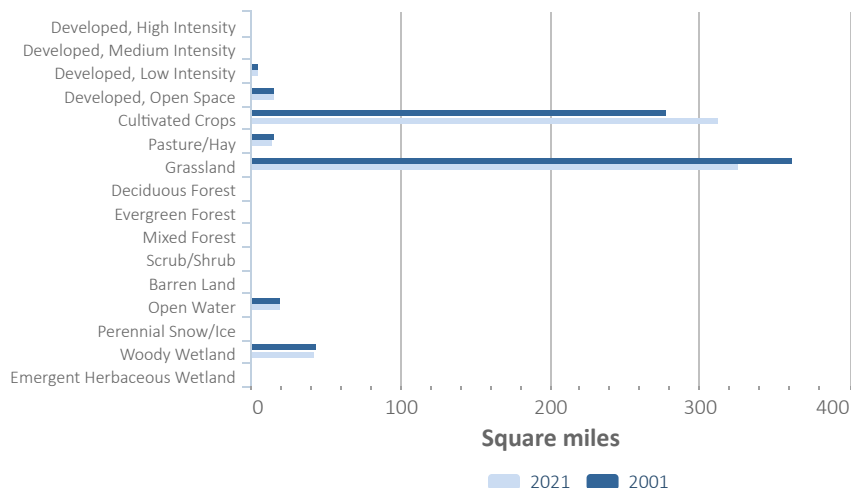 Developed, High Intensity
Developed, Medium Intensity
Developed, Low Intensity
Developed, Open Space
Cultivated Crops
Pasture/Hay
Grassland
Deciduous Forest
Evergreen Forest
Mixed Forest
Scrub/Shrub
Barren Land
Open Water
Perennial Snow/Ice
Woody Wetland
Emergent Herbaceous Wetland
0 100 200 300 400
Square miles
2021 2001